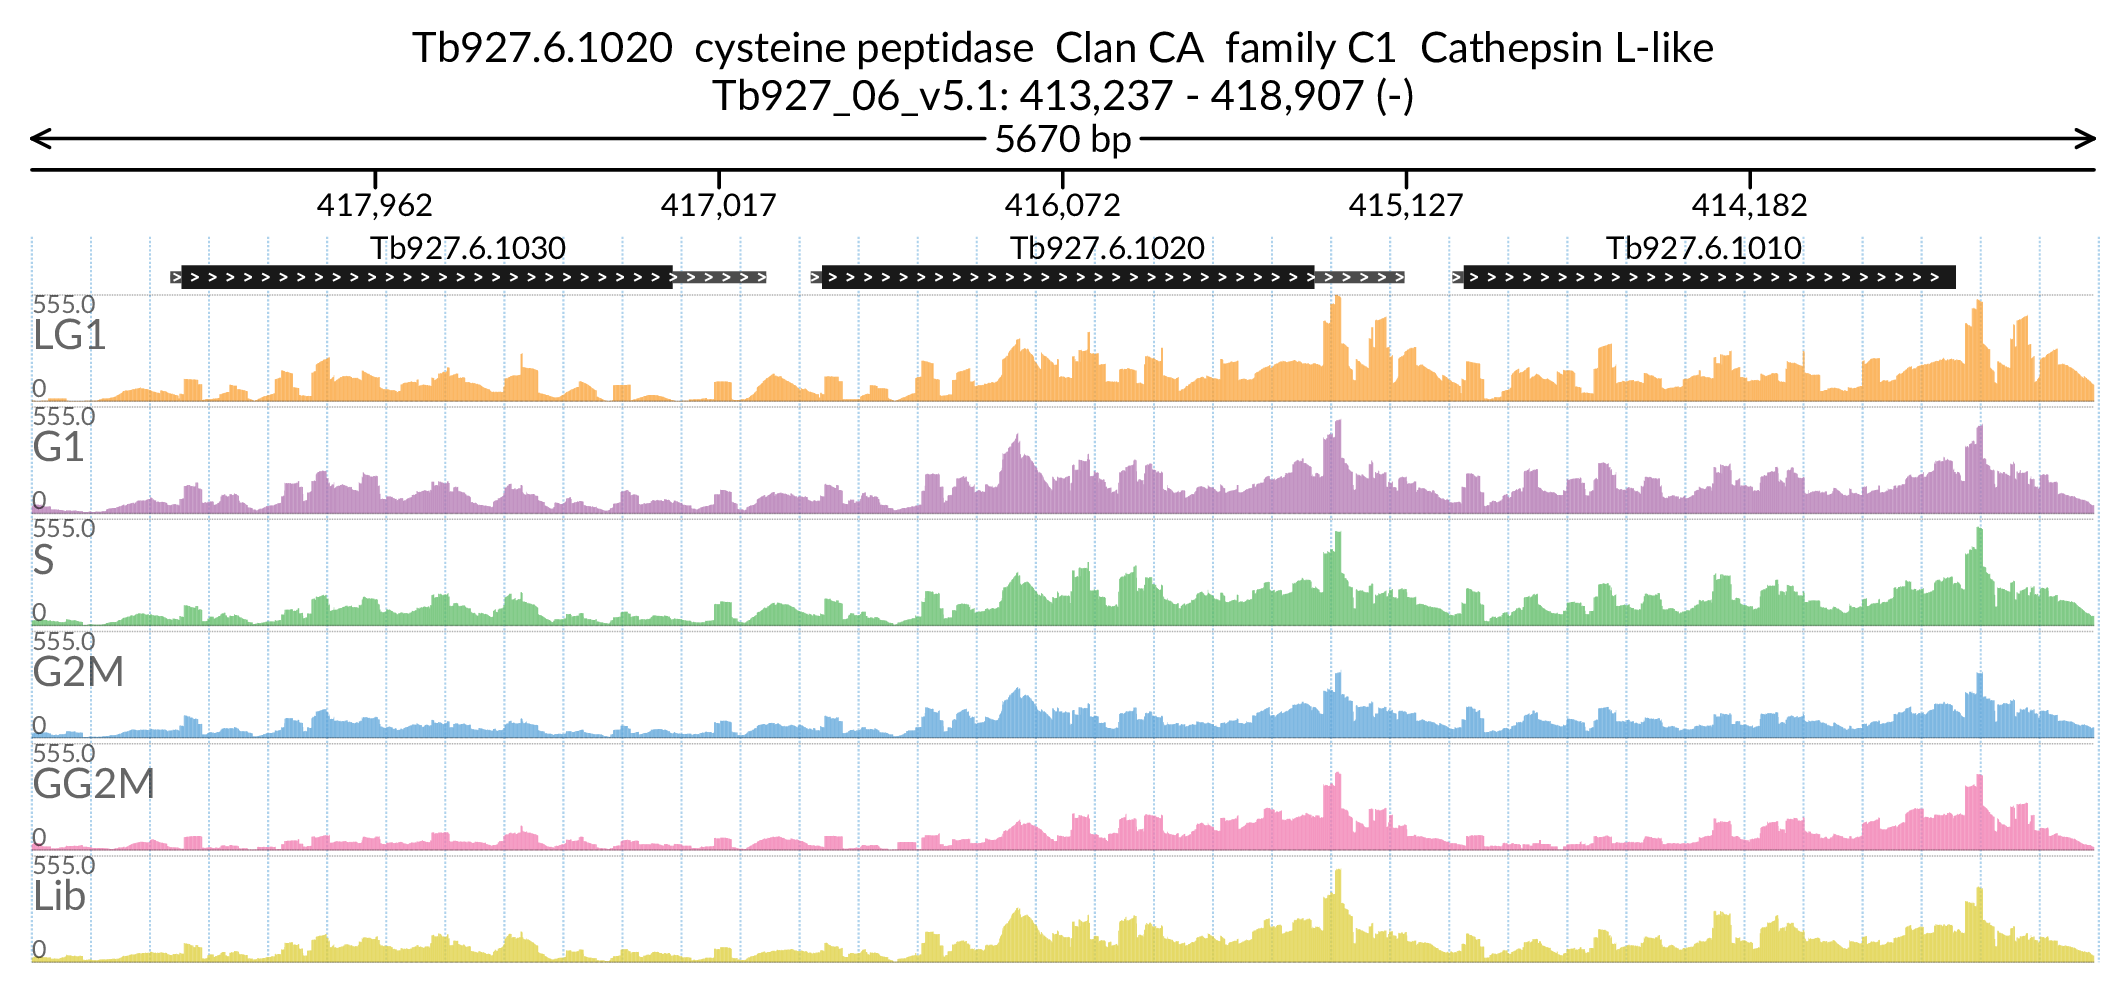 Tb927.6.1020  cysteine peptidase  Clan CA  family C1  Cathepsin L-like
Tb927_06_v5.1: 413,237 - 418,907 (-)
5670 bp
417,962 417,017 416,072 415,127 414,182
Tb927.6.1030 Tb927.6.1020 Tb927.6.1010
555.0
LG1
0
555.0
G1
0
555.0
S
0
555.0
G2M
0
555.0
GG2M
0
555.0
Lib
0